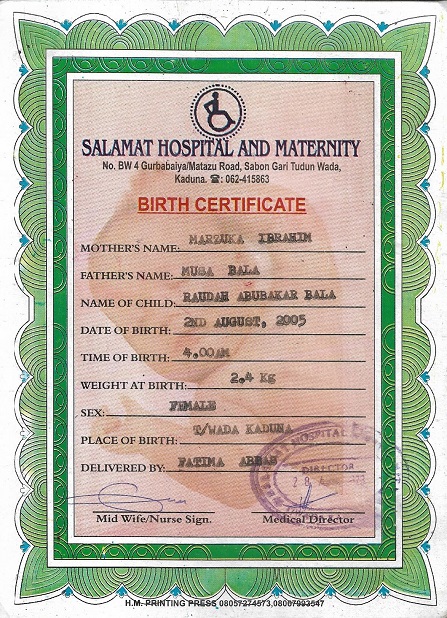 SALAMAT HOSPITAL AND MATERNITY
No. BW 4 Gurbabaiya/Matazu Road, Sabon Gari Tudun Wada,
Kaduna. ☎: 062-415863
BIRTH CERTIFICATE
MOTHER'S NAME: MARZUKA IBRAHIM
FATHER'S NAME: MUSA BALA
NAME OF CHILD: RAUDAH ABUBAKAR BALA
DATE OF BIRTH: 2ND AUGUST, 2005
TIME OF BIRTH: 4.00AM
WEIGHT AT BIRTH: 2,4 Kg
SEX: FEMALE
PLACE OF BIRTH: T/WADA KADUNA
DELIVERED BY: FATIMA ABBAS
HOSPITAL
DIRECTOR
Mid Wife/Nurse Sign. Medical Director
H.M. PRINTING PRESS 08057274573,08067993547